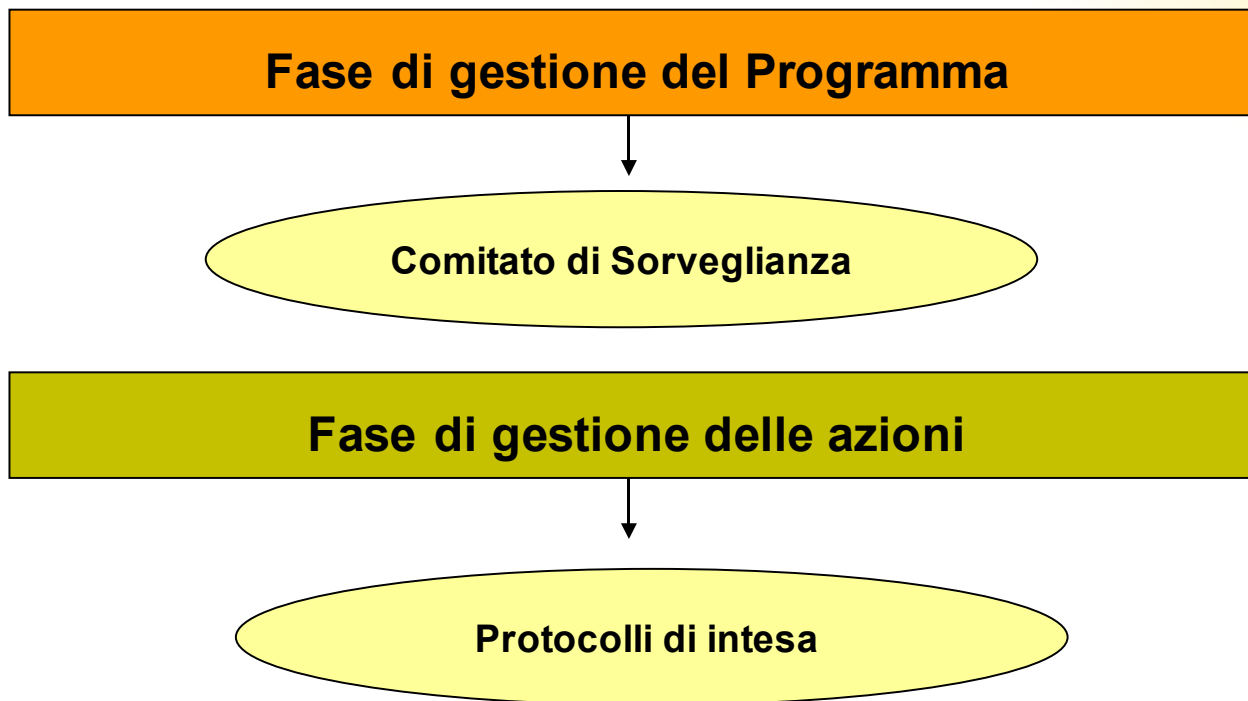 Fase di gestione del Programma
Comitato di Sorveglianza
Fase di gestione delle azioni
Protocolli di intesa